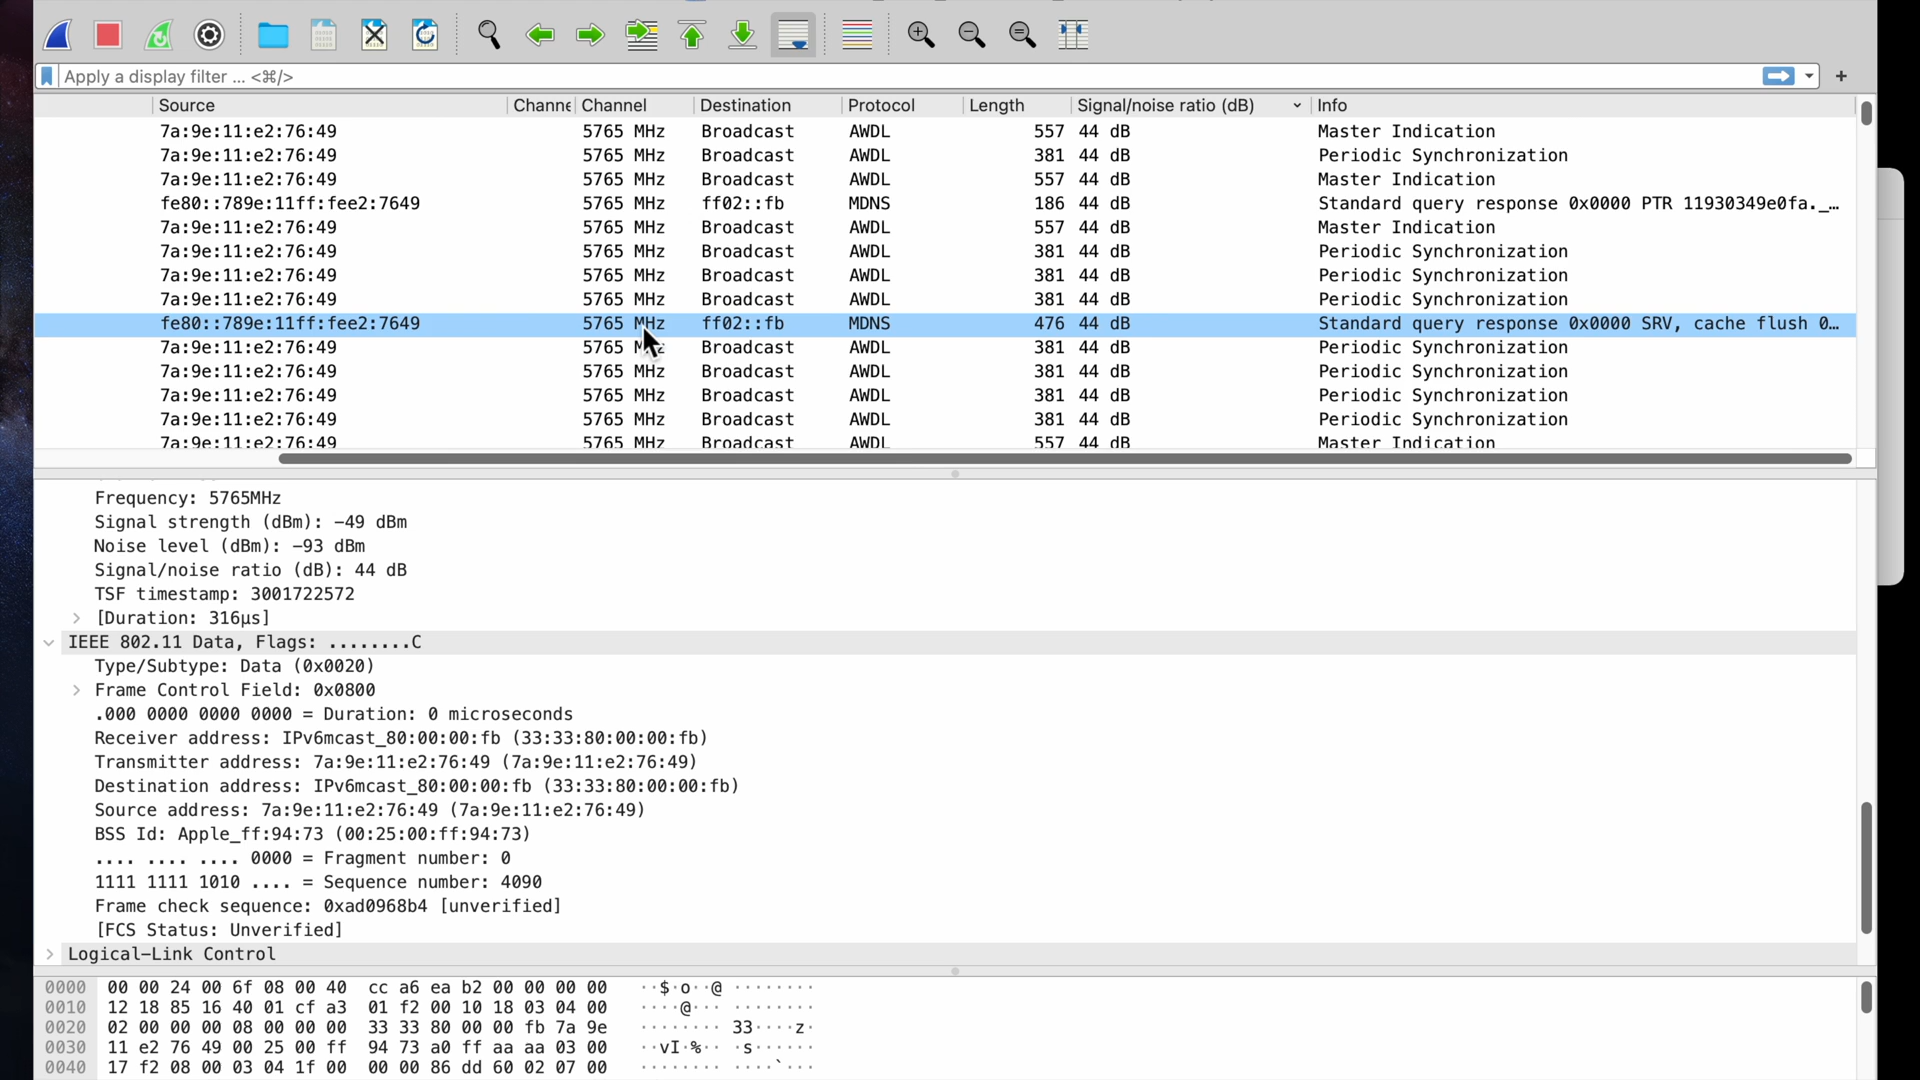 Apply a display filter ... <⌘/>
Source Channe Channel Destination Protocol Length Signal/noise ratio (dB) Info
7a:9e:11:e2:76:49 5765 MHz Broadcast AWDL 557 44 dB Master Indication
7a:9e:11:e2:76:49 5765 MHz Broadcast AWDL 381 44 dB Periodic Synchronization
7a:9e:11:e2:76:49 5765 MHz Broadcast AWDL 557 44 dB Master Indication
fe80::789e:11ff:fee2:7649 5765 MHz ff02::fb MDNS 186 44 dB Standard query response 0x0000 PTR 11930349e0fa._…
7a:9e:11:e2:76:49 5765 MHz Broadcast AWDL 557 44 dB Master Indication
7a:9e:11:e2:76:49 5765 MHz Broadcast AWDL 381 44 dB Periodic Synchronization
7a:9e:11:e2:76:49 5765 MHz Broadcast AWDL 381 44 dB Periodic Synchronization
7a:9e:11:e2:76:49 5765 MHz Broadcast AWDL 381 44 dB Periodic Synchronization
fe80::789e:11ff:fee2:7649 5765 MHz ff02::fb MDNS 476 44 dB Standard query response 0x0000 SRV, cache flush 0…
7a:9e:11:e2:76:49 5765 MHz Broadcast AWDL 381 44 dB Periodic Synchronization
7a:9e:11:e2:76:49 5765 MHz Broadcast AWDL 381 44 dB Periodic Synchronization
7a:9e:11:e2:76:49 5765 MHz Broadcast AWDL 381 44 dB Periodic Synchronization
7a:9e:11:e2:76:49 5765 MHz Broadcast AWDL 381 44 dB Periodic Synchronization
7a:9e:11:e2:76:49 5765 MHz Broadcast AWDL 557 44 dB Master Indication
Frequency: 5765MHz
Signal strength (dBm): −49 dBm
Noise level (dBm): −93 dBm
Signal/noise ratio (dB): 44 dB
TSF timestamp: 3001722572
[Duration: 316µs]
IEEE 802.11 Data, Flags: ........C
Type/Subtype: Data (0x0020)
Frame Control Field: 0x0800
.000 0000 0000 0000 = Duration: 0 microseconds
Receiver address: IPv6mcast_80:00:00:fb (33:33:80:00:00:fb)
Transmitter address: 7a:9e:11:e2:76:49 (7a:9e:11:e2:76:49)
Destination address: IPv6mcast_80:00:00:fb (33:33:80:00:00:fb)
Source address: 7a:9e:11:e2:76:49 (7a:9e:11:e2:76:49)
BSS Id: Apple_ff:94:73 (00:25:00:ff:94:73)
.... .... .... 0000 = Fragment number: 0
1111 1111 1010 .... = Sequence number: 4090
Frame check sequence: 0xad0968b4 [unverified]
[FCS Status: Unverified]
Logical−Link Control
0000 00 00 24 00 6f 08 00 40 cc a6 ea b2 00 00 00 00 ··$·o··@ ········
0010 12 18 85 16 40 01 cf a3 01 f2 00 10 18 03 04 00 ····@··· ········
0020 02 00 00 00 08 00 00 00 33 33 80 00 00 fb 7a 9e ········ 33····z·
0030 11 e2 76 49 00 25 00 ff 94 73 a0 ff aa aa 03 00 ··vI·%·· ·s······
0040 17 f2 08 00 03 04 1f 00 00 00 86 dd 60 02 07 00 ········ ····`···